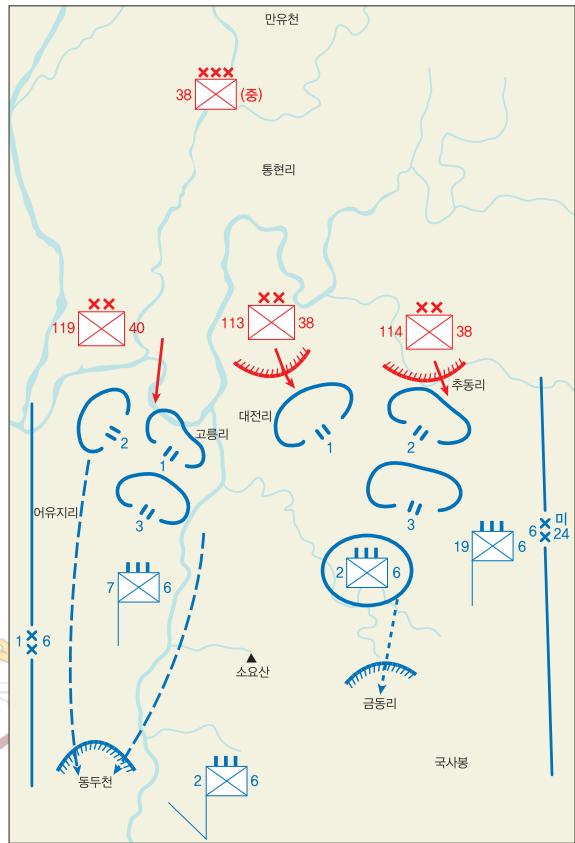 만유천
38 (중)
통현리
119 40
113 38
114 38
추동리
대전리
고릉리
2
1
1
2
3
3
어유지리
미
6 24
19 6
2 6
7 6
1 6
소요산
금동리
국사봉
동두천
2 6